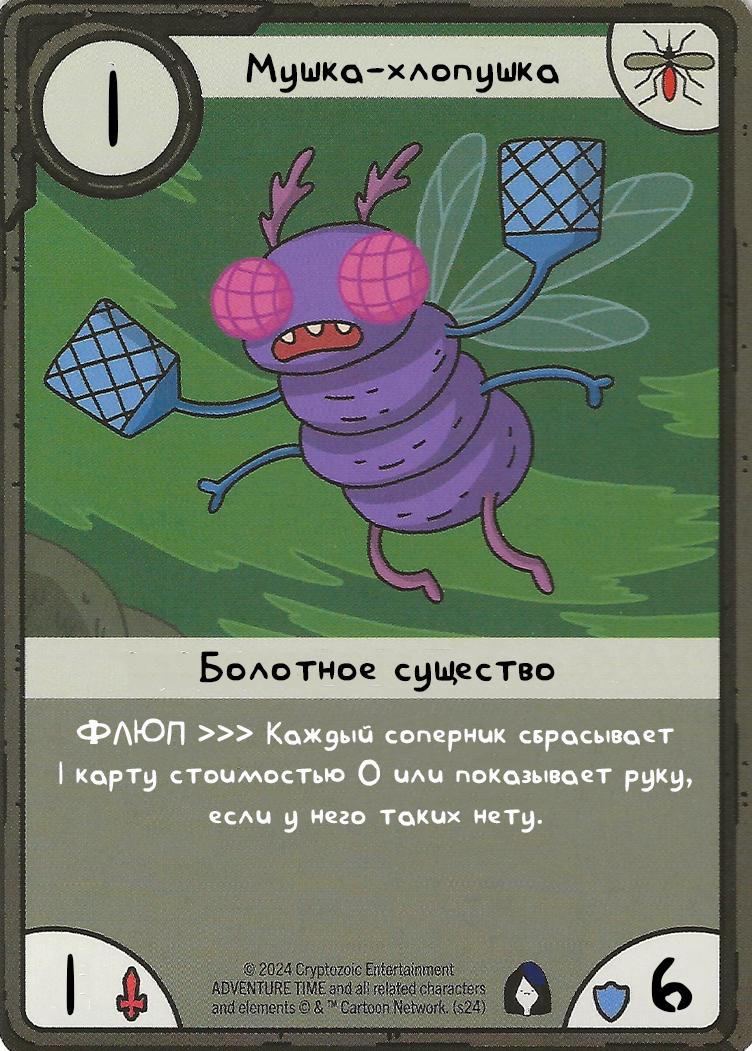 1
Мушка-хлопушка
Болотное существо
ФЛЮП >>> Каждый соперник сбрасывает
1 карту стоимостью 0 или показывает руку,
если у него таких нету.
1
© 2024 Cryptozoic Entertainment
ADVENTURE TIME and all related characters
and elements © & ™ Cartoon Network. (s24)
6